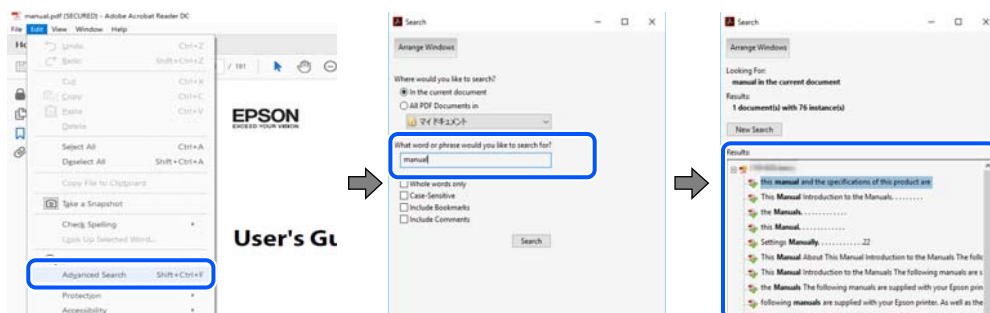 manual.pdf (SECURED) - Adobe Acrobat Reader DC
File Edit View Window Help
Undo Ctrl+Z
Redo Shift+Ctrl+Z
Cut Ctrl+X
Copy Ctrl+C
Paste Ctrl+V
Delete
Select All Ctrl+A
Deselect All Shift+Ctrl+A
Copy File to Clipboard
Take a Snapshot
Check Spelling
Look Up Selected Word...
Advanced Search Shift+Ctrl+F
Protection
Accessibility
/ 191
EPSON
EXCEED YOUR VISION
User's Gu
Search
Arrange Windows
Where would you like to search?
In the current document
All PDF Documents in
マイ ドキュメント
What word or phrase would you like to search for?
manual
Whole words only
Case-Sensitive
Include Bookmarks
Include Comments
Search
Search
Arrange Windows
Looking For:
manual in the current document
Results:
1 document(s) with 76 instance(s)
New Search
Results:
this manual and the specifications of this product are
This Manual Introduction to the Manuals. . . . . . . . .
the Manuals. . . . . . . . . . . . .
this Manual. . . . . . . . . . . . .
Settings Manually. . . . . . . . . . . . .22
This Manual About This Manual Introduction to the Manuals The follo
This Manual Introduction to the Manuals The following manuals are s
the Manuals The following manuals are supplied with your Epson prin
following manuals are supplied with your Epson printer. As well as the